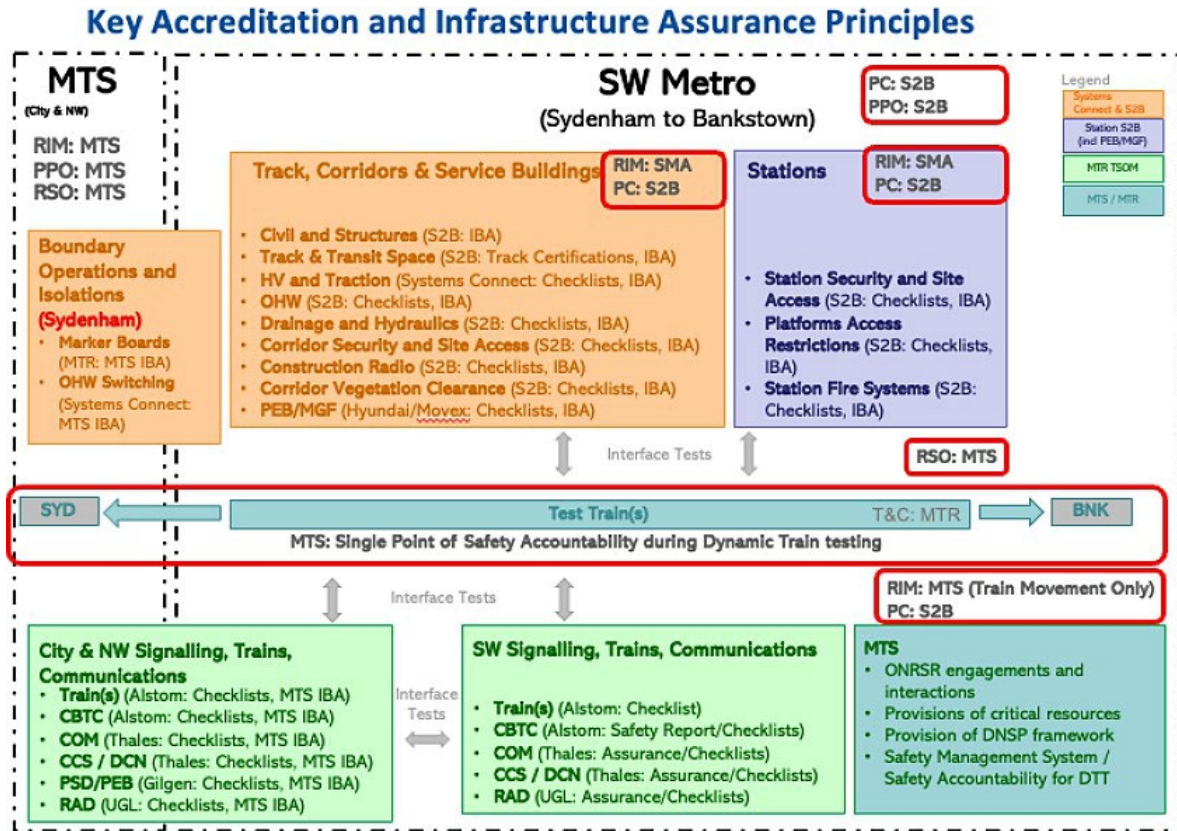 Key Accreditation and Infrastructure Assurance Principles
MTS
(City & NW)
RIM: MTS
PPO: MTS
RSO: MTS
SW Metro
(Sydenham to Bankstown)
PC: S2B
PPO: S2B
Legend
Systems
Connect & S2B
Station S2B
(incl PEB/MGF)
MTR TSOM
MTS / MTR
Boundary
Operations and
Isolations
(Sydenham)
• Marker Boards
(MTR: MTS IBA)
• OHW Switching
(Systems Connect:
MTS IBA)
Track, Corridors & Service Buildings
RIM: SMA
PC: S2B
• Civil and Structures (S2B: IBA)
• Track & Transit Space (S2B: Track Certifications, IBA)
• HV and Traction (Systems Connect: Checklists, IBA)
• OHW (S2B: Checklists, IBA)
• Drainage and Hydraulics (S2B: Checklists, IBA)
• Corridor Security and Site Access (S2B: Checklists, IBA)
• Construction Radio (S2B: Checklists, IBA)
• Corridor Vegetation Clearance (S2B: Checklists, IBA)
• PEB/MGF (Hyundai/Movex: Checklists, IBA)
Stations
RIM: SMA
PC: S2B
• Station Security and Site
Access (S2B: Checklists, IBA)
• Platforms Access
Restrictions (S2B: Checklists,
IBA)
• Station Fire Systems (S2B:
Checklists, IBA)
Interface Tests
RSO: MTS
SYD
Test Train(s)
T&C: MTR
BNK
MTS: Single Point of Safety Accountability during Dynamic Train testing
Interface Tests
RIM: MTS (Train Movement Only)
PC: S2B
City & NW Signalling, Trains,
Communications
• Train(s) (Alstom: Checklists, MTS IBA)
• CBTC (Alstom: Checklists, MTS IBA)
• COM (Thales: Checklists, MTS IBA)
• CCS / DCN (Thales: Checklists, MTS IBA)
• PSD/PEB (Gilgen: Checklists, MTS IBA)
• RAD (UGL: Checklists, MTS IBA)
Interface
Tests
SW Signalling, Trains, Communications
• Train(s) (Alstom: Checklist)
• CBTC (Alstom: Safety Report/Checklists)
• COM (Thales: Assurance/Checklists)
• CCS / DCN (Thales: Assurance/Checklists)
• RAD (UGL: Assurance/Checklists)
MTS
• ONRSR engagements and
interactions
• Provisions of critical resources
• Provision of DNSP framework
• Safety Management System /
Safety Accountability for DTT